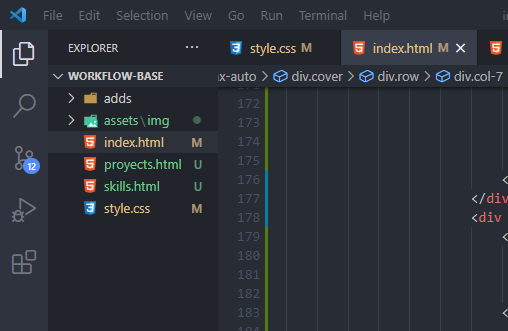 File Edit Selection View Go Run Terminal Help
EXPLORER ...
style.css M
index.html M
WORKFLOW-BASE
x-auto > div.cover > div.row > div.col-7
adds
assets\img
index.html M
proyects.html U
skills.html U
style.css M
12
172
173
174
175
176 <
177 </div
178 <div
179 <
180
181
182
183 <